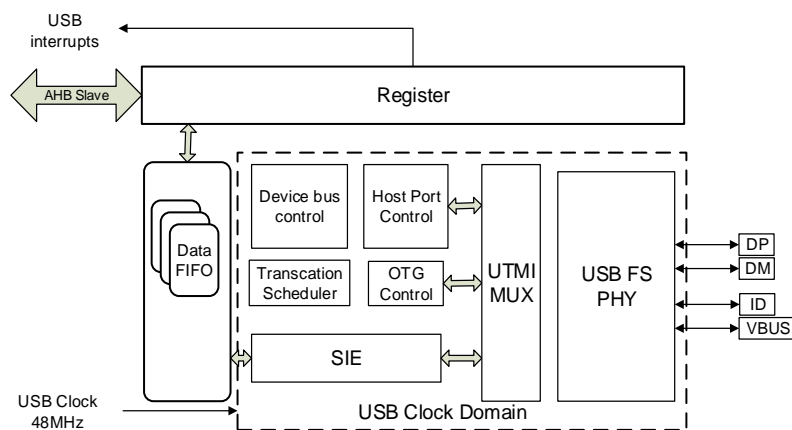 USB
interrupts
AHB Slave
Register
Device bus
control
Host Port
Control
Data
FIFO
Transcation
Scheduler
OTG
Control
UTMI
MUX
USB FS
PHY
DP
DM
ID
VBUS
SIE
USB Clock
48MHz
USB Clock Domain